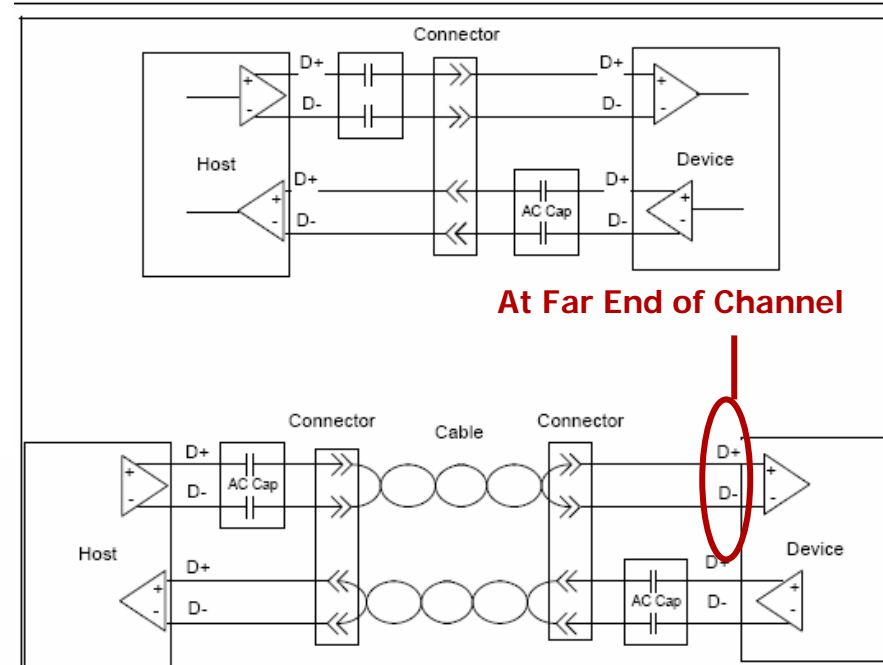 Connector
D+
D-
D+
D-
+
-
+
-
Host
Device
D+
D-
AC Cap
D+
D-
+
-
+
-
At Far End of Channel
Connector
Connector
Cable
D+
D-
AC Cap
D+
D-
+
-
+
-
Host
Device
D+
D-
AC Cap
D+
D-
+
-
+
-